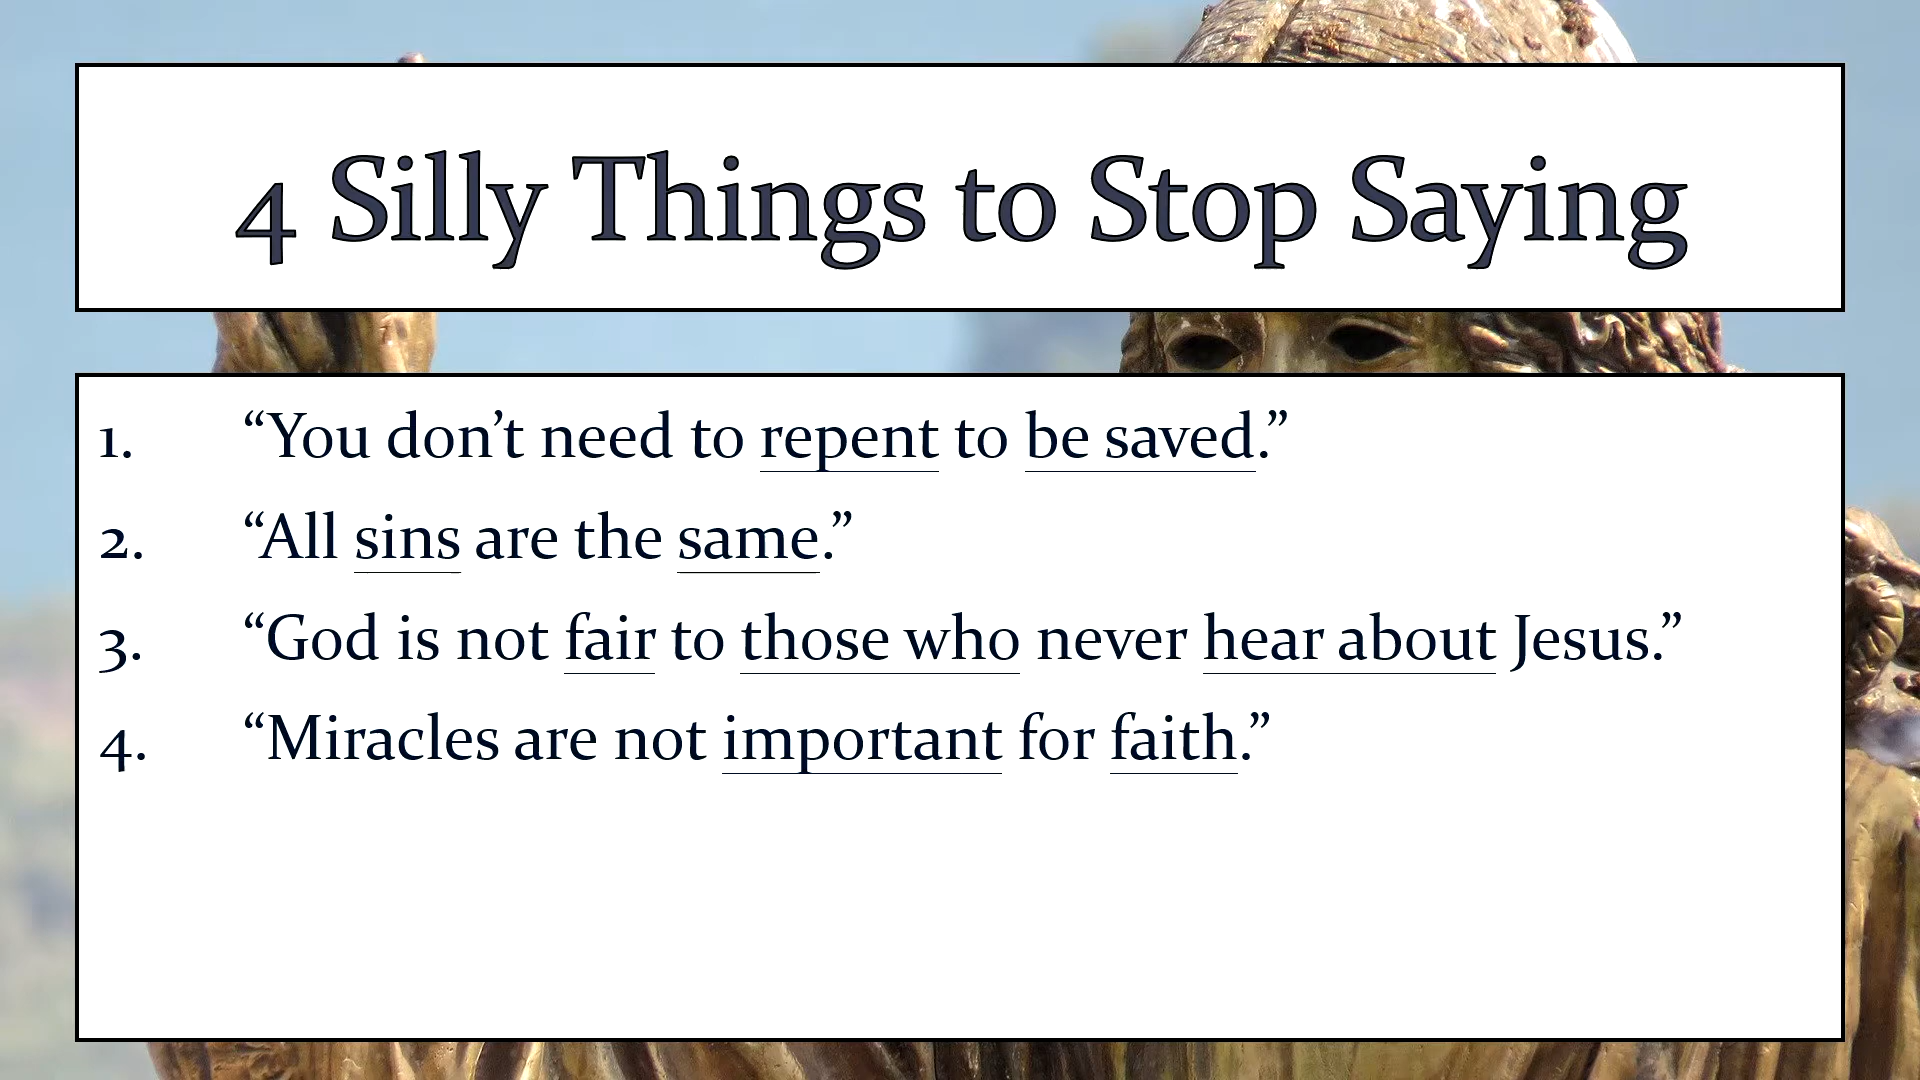 4 Silly Things to Stop Saying
1. “You don’t need to repent to be saved.”
2. “All sins are the same.”
3. “God is not fair to those who never hear about Jesus.”
4. “Miracles are not important for faith.”